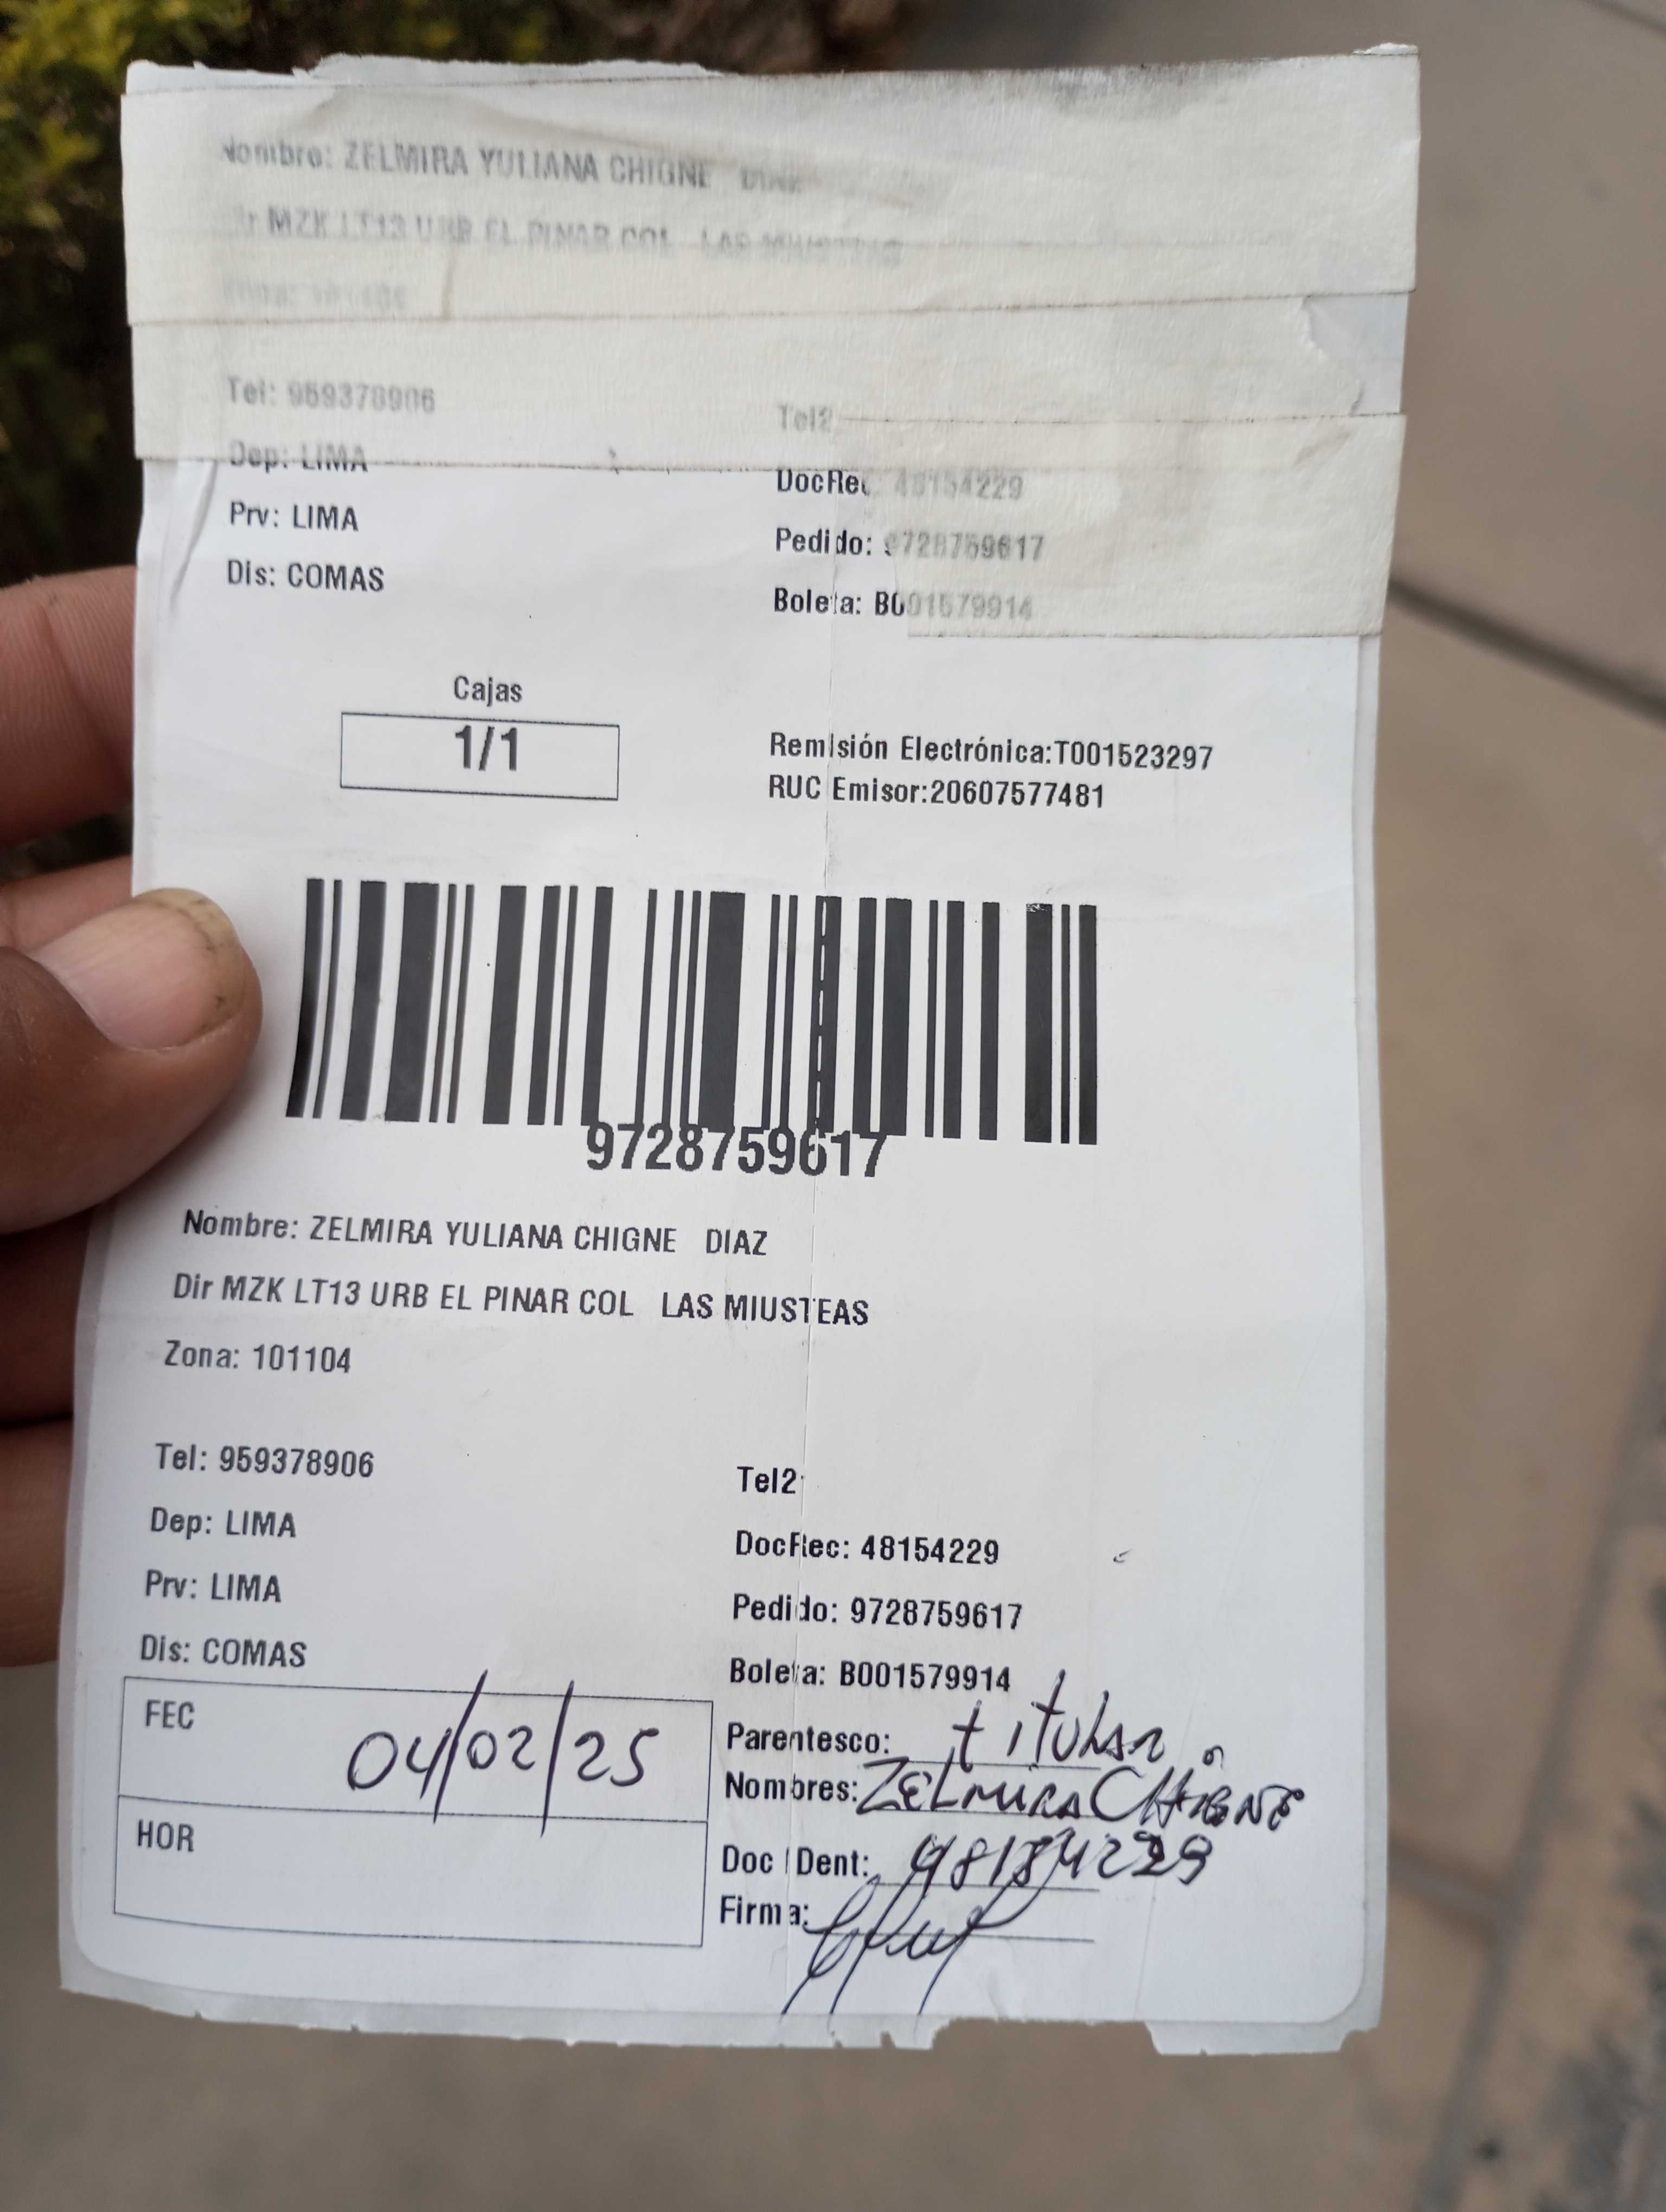 Nombre: ZELMIRA YULIANA CHIGNE DIAZ
Dir MZK LT13 URB EL PINAR COL LAS MIUSTEAS
Tel: 959378906
Tel2
Dep: LIMA
DocRec: 48154229
Prv: LIMA
Pedido: 9728759617
Dis: COMAS
Boleta: B001579914
Cajas
1/1
Remisión Electrónica:T001523297
RUC Emisor:20607577481
9728759617
Nombre: ZELMIRA YULIANA CHIGNE DIAZ
Dir MZK LT13 URB EL PINAR COL LAS MIUSTEAS
Zona: 101104
Tel: 959378906
Tel2:
Dep: LIMA
DocRec: 48154229
Prv: LIMA
Pedido: 9728759617
Dis: COMAS
Boleta: B001579914
FEC 04/02/25
Parentesco: titular
Nombres: ZELMIRA CHIGNE
HOR
Doc Dent: 48154229
Firma: